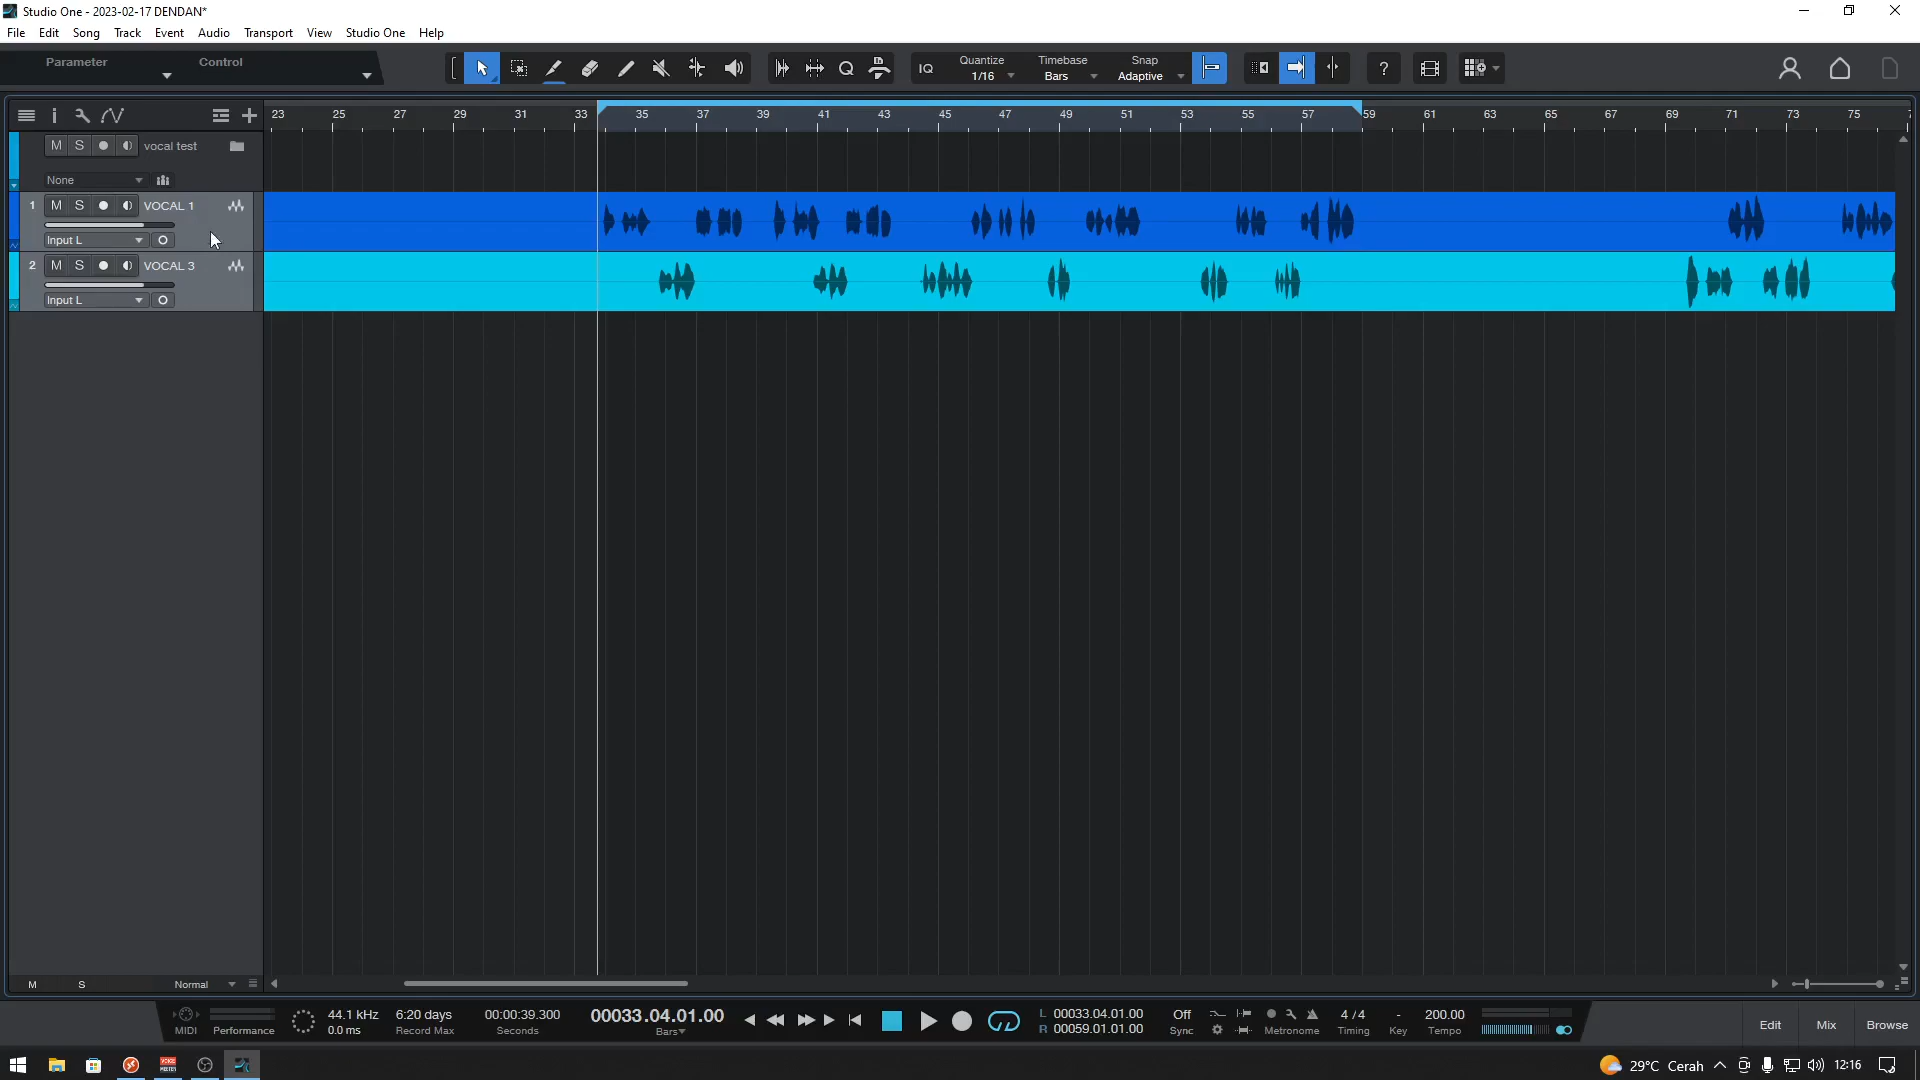 Studio One - 2023-02-17 DENDAN*
File Edit Song Track Event Audio Transport View Studio One Help
Parameter Control
IQ Quantize 1/16 Timebase Bars Snap Adaptive ?
23 25 27 29 31 33 35 37 39 41 43 45 47 49 51 53 55 57 59 61 63 65 67 69 71 73 75
M S vocal test
None
1 M S VOCAL 1
Input L
2 M S VOCAL 3
Input L
M S Normal
MIDI Performance
44.1 kHz
0.0 ms
6:20 days
Record Max
00:00:39.300
Seconds
00033.04.01.00
Bars
L 00033.04.01.00
R 00059.01.01.00
Off
Sync
Metronome
4 / 4
Timing
-
Key
200.00
Tempo
Edit Mix Browse
29°C Cerah 12:16